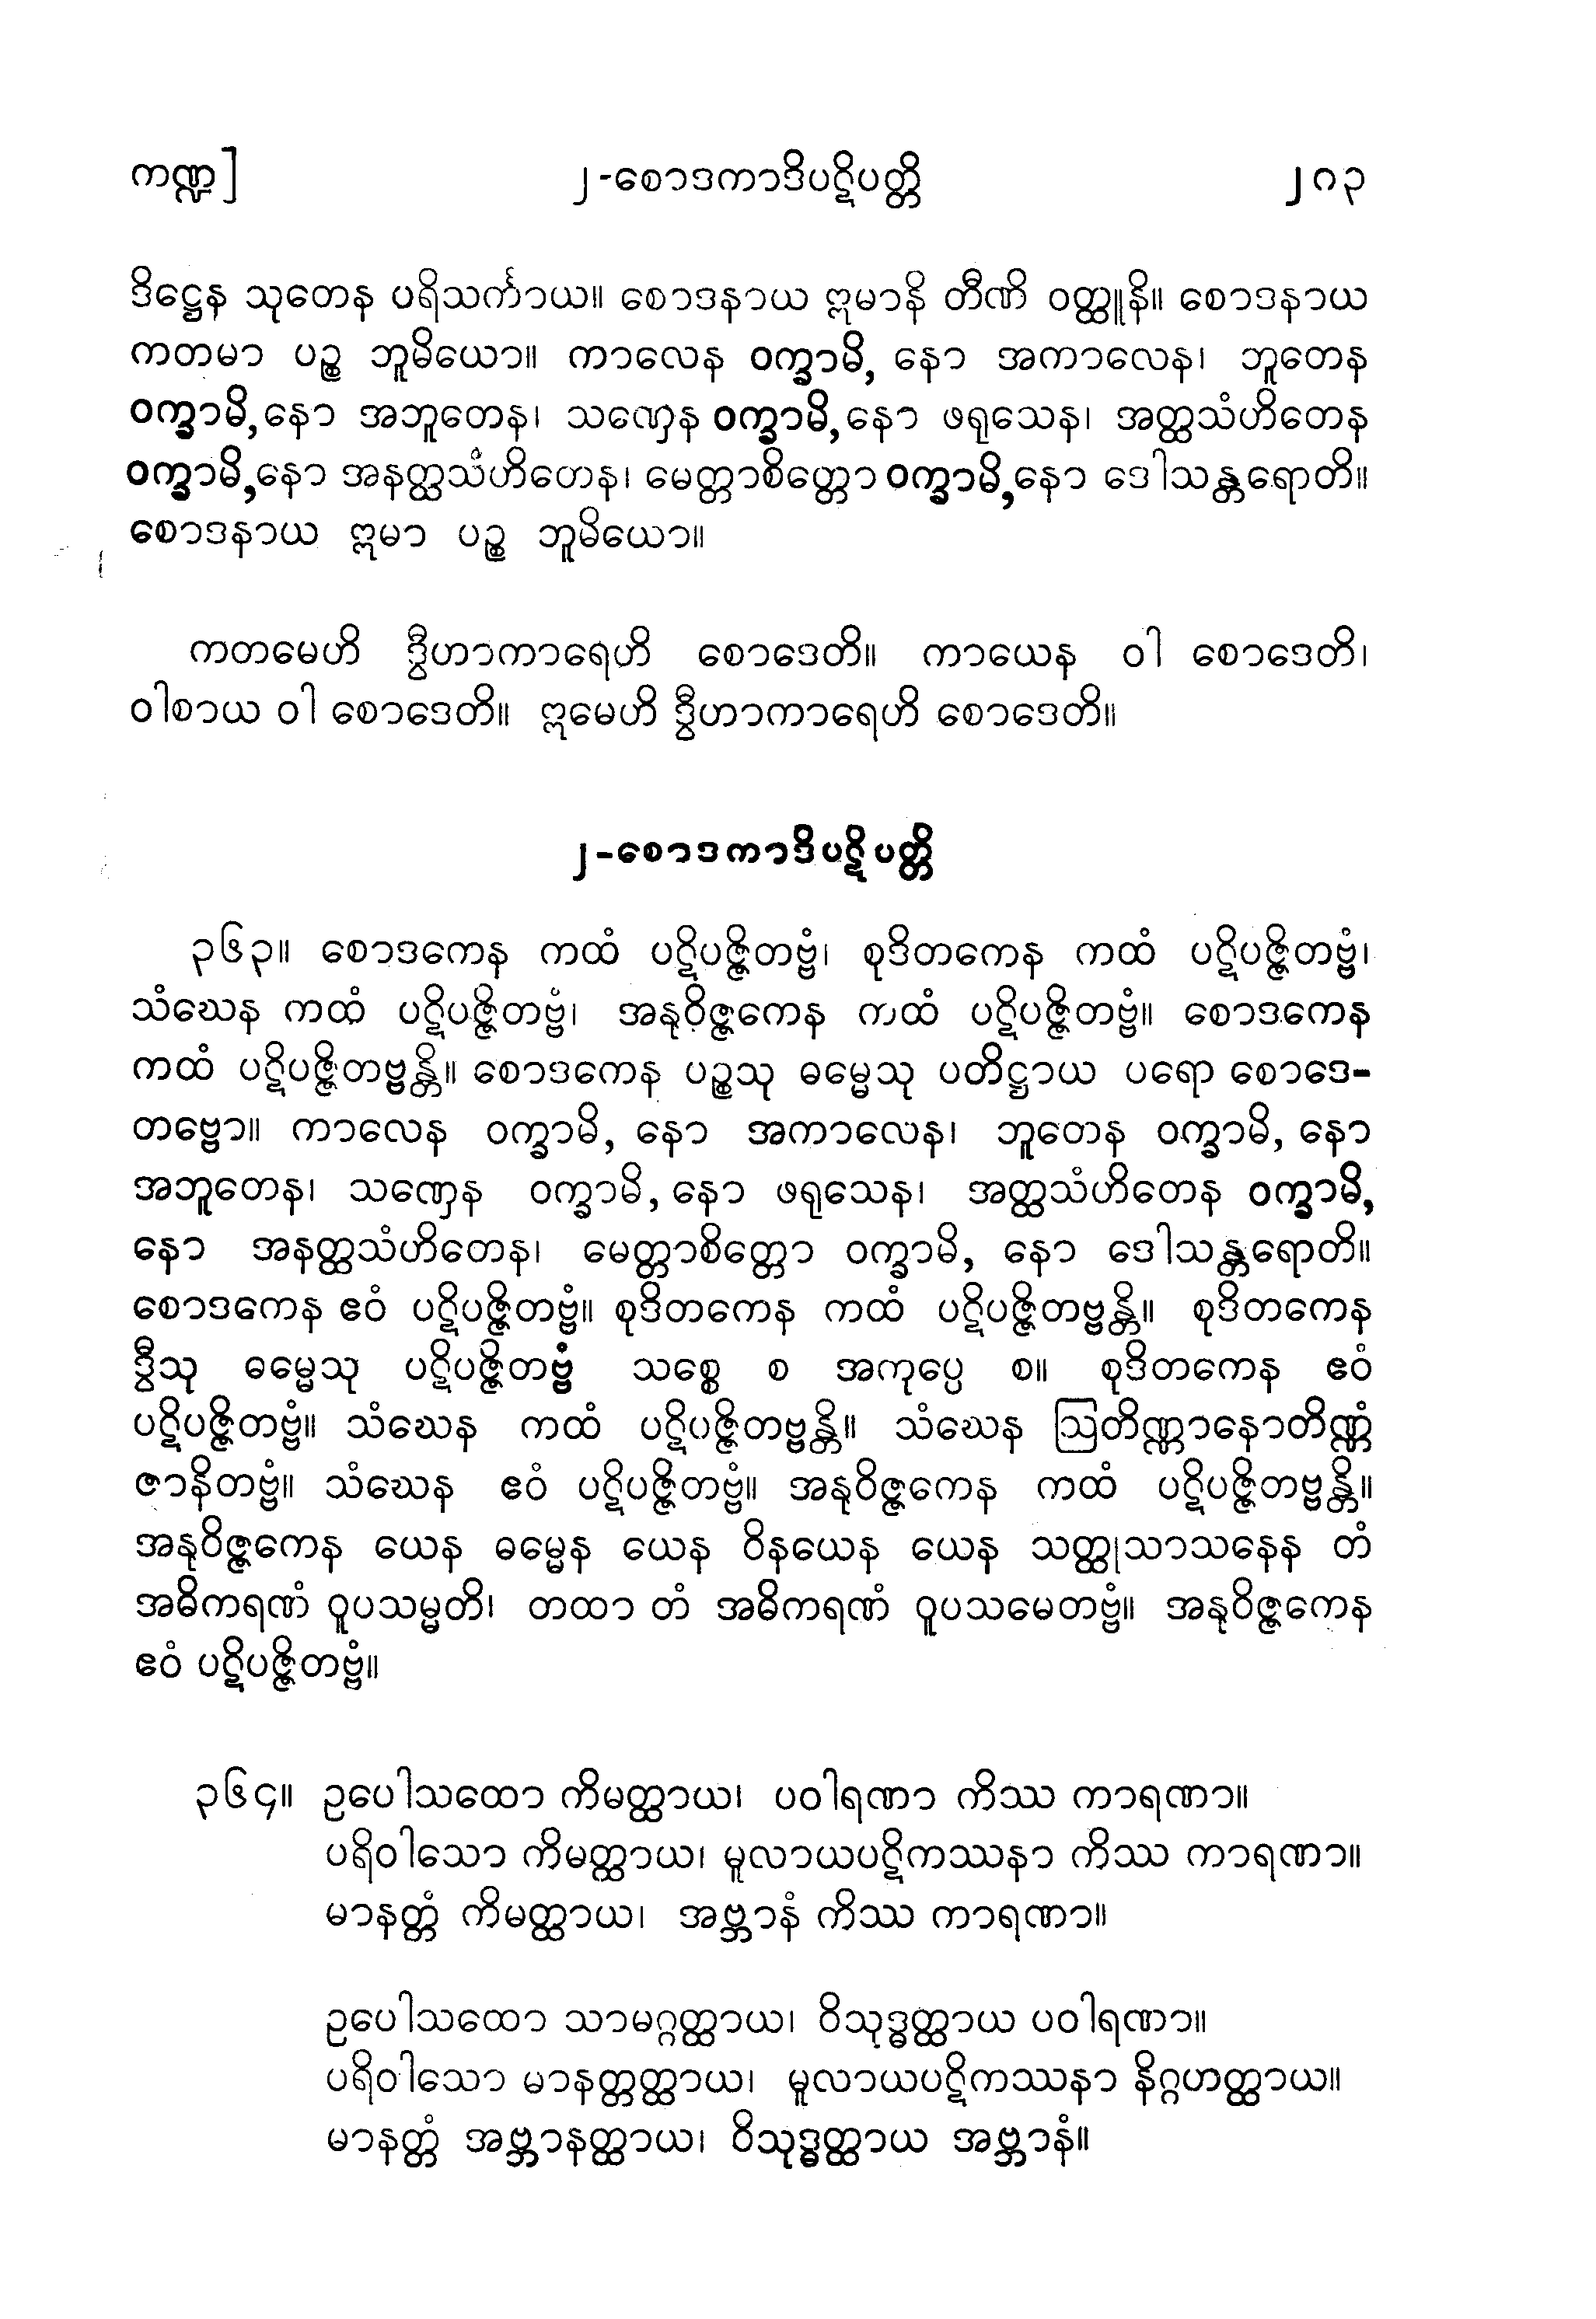 ကဏ္ဍ] ၂-စောဒကာဒိပဋိပတ္တိ ၂၈၃
ဒိဋ္ဌေန သုတေန ပရိသင်္ကာယ။ စောဒနာယ ဣမာနိ တီဏိ ဝတ္ထူနိ။ စောဒနာယ
ကတမာ ပဉ္စ ဘူမိယော။ ကာလေန ဝက္ခာမိ, နော အကာလေန၊ ဘူတေန
ဝက္ခာမိ, နော အဘူတေန၊ သဏှေန ဝက္ခာမိ, နော ဖရုသေန၊ အတ္ထသံဟိတေန
ဝက္ခာမိ, နော အနတ္ထသံဟိတေန၊ မေတ္တာစိတ္တော ဝက္ခာမိ, နော ဒေါသန္တရောတိ။
စောဒနာယ ဣမာ ပဉ္စ ဘူမိယော။
ကတမေဟိ ဒွီဟာကာရေဟိ စောဒေတိ။ ကာယေန ဝါ စောဒေတိ၊
ဝါစာယ ဝါ စောဒေတိ။ ဣမေဟိ ဒွီဟာကာရေဟိ စောဒေတိ။
၂-စောဒကာဒိပဋိပတ္တိ
၃၆၃။ စောဒကေန ကထံ ပဋိပဇ္ဇိတဗ္ဗံ၊ စုဒိတကေန ကထံ ပဋိပဇ္ဇိတဗ္ဗံ၊
သံဃေန ကထံ ပဋိပဇ္ဇိတဗ္ဗံ၊ အနုဝိဇ္ဇကေန ကထံ ပဋိပဇ္ဇိတဗ္ဗံ။ စောဒကေန
ကထံ ပဋိပဇ္ဇိတဗ္ဗန္တိ။ စောဒကေန ပဉ္စသု ဓမ္မေသု ပတိဋ္ဌာယ ပရော စောဒေ-
တဗ္ဗော။ ကာလေန ဝက္ခာမိ, နော အကာလေန၊ ဘူတေန ဝက္ခာမိ, နော
အဘူတေန၊ သဏှေန ဝက္ခာမိ, နော ဖရုသေန၊ အတ္ထသံဟိတေန ဝက္ခာမိ,
နော အနတ္ထသံဟိတေန၊ မေတ္တာစိတ္တော ဝက္ခာမိ, နော ဒေါသန္တရောတိ။
စောဒကေန ဧဝံ ပဋိပဇ္ဇိတဗ္ဗံ။ စုဒိတကေန ကထံ ပဋိပဇ္ဇိတဗ္ဗန္တိ။ စုဒိတကေန
ဒွီသု ဓမ္မေသု ပဋိပဇ္ဇိတဗ္ဗံ သစ္စေ စ အကုပ္ပေ စ။ စုဒိတကေန ဧဝံ
ပဋိပဇ္ဇိတဗ္ဗံ။ သံဃေန ကထံ ပဋိပဇ္ဇိတဗ္ဗန္တိ။ သံဃေန ဩတိဏ္ဏာနောတိဏ္ဏံ
ဇာနိတဗ္ဗံ။ သံဃေန ဧဝံ ပဋိပဇ္ဇိတဗ္ဗံ။ အနုဝိဇ္ဇကေန ကထံ ပဋိပဇ္ဇိတဗ္ဗန္တိ။
အနုဝိဇ္ဇကေန ယေန ဓမ္မေန ယေန ဝိနယေန ယေန သတ္ထုသာသနေန တံ
အဓိကရဏံ ဝူပသမ္မတိ၊ တထာ တံ အဓိကရဏံ ဝူပသမေတဗ္ဗံ။ အနုဝိဇ္ဇကေန
ဧဝံ ပဋိပဇ္ဇိတဗ္ဗံ။
၃၆၄။ ဥပေါသထော ကိမတ္ထာယ၊ ပဝါရဏာ ကိဿ ကာရဏာ။
ပရိဝါသော ကိမတ္ထာယ၊ မူလာယပဋိကဿနာ ကိဿ ကာရဏာ။
မာနတ္တံ ကိမတ္ထာယ၊ အဗ္ဘာနံ ကိဿ ကာရဏာ။
ဥပေါသထော သာမဂ္ဂတ္ထာယ၊ ဝိသုဒ္ဓတ္ထာယ ပဝါရဏာ။
ပရိဝါသော မာနတ္တတ္ထာယ၊ မူလာယပဋိကဿနာ နိဂ္ဂဟတ္ထာယ။
မာနတ္တံ အဗ္ဘာနတ္ထာယ၊ ဝိသုဒ္ဓတ္ထာယ အဗ္ဘာနံ။